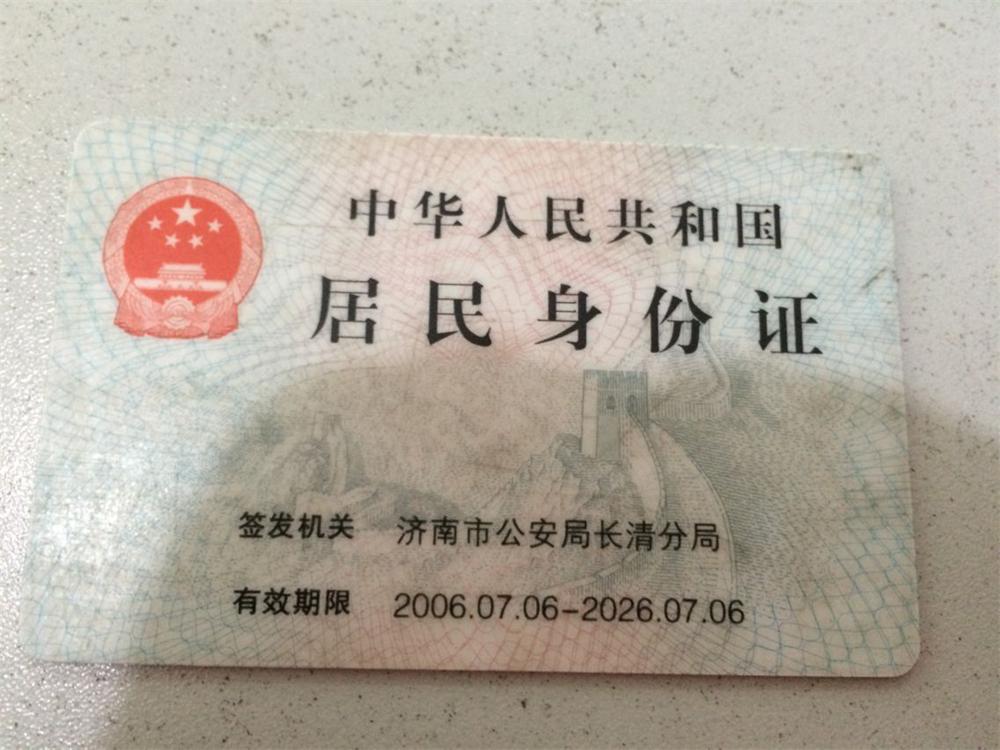 中华人民共和国
居民身份证
签发机关 济南市公安局长清分局
有效期限 2006.07.06-2026.07.06